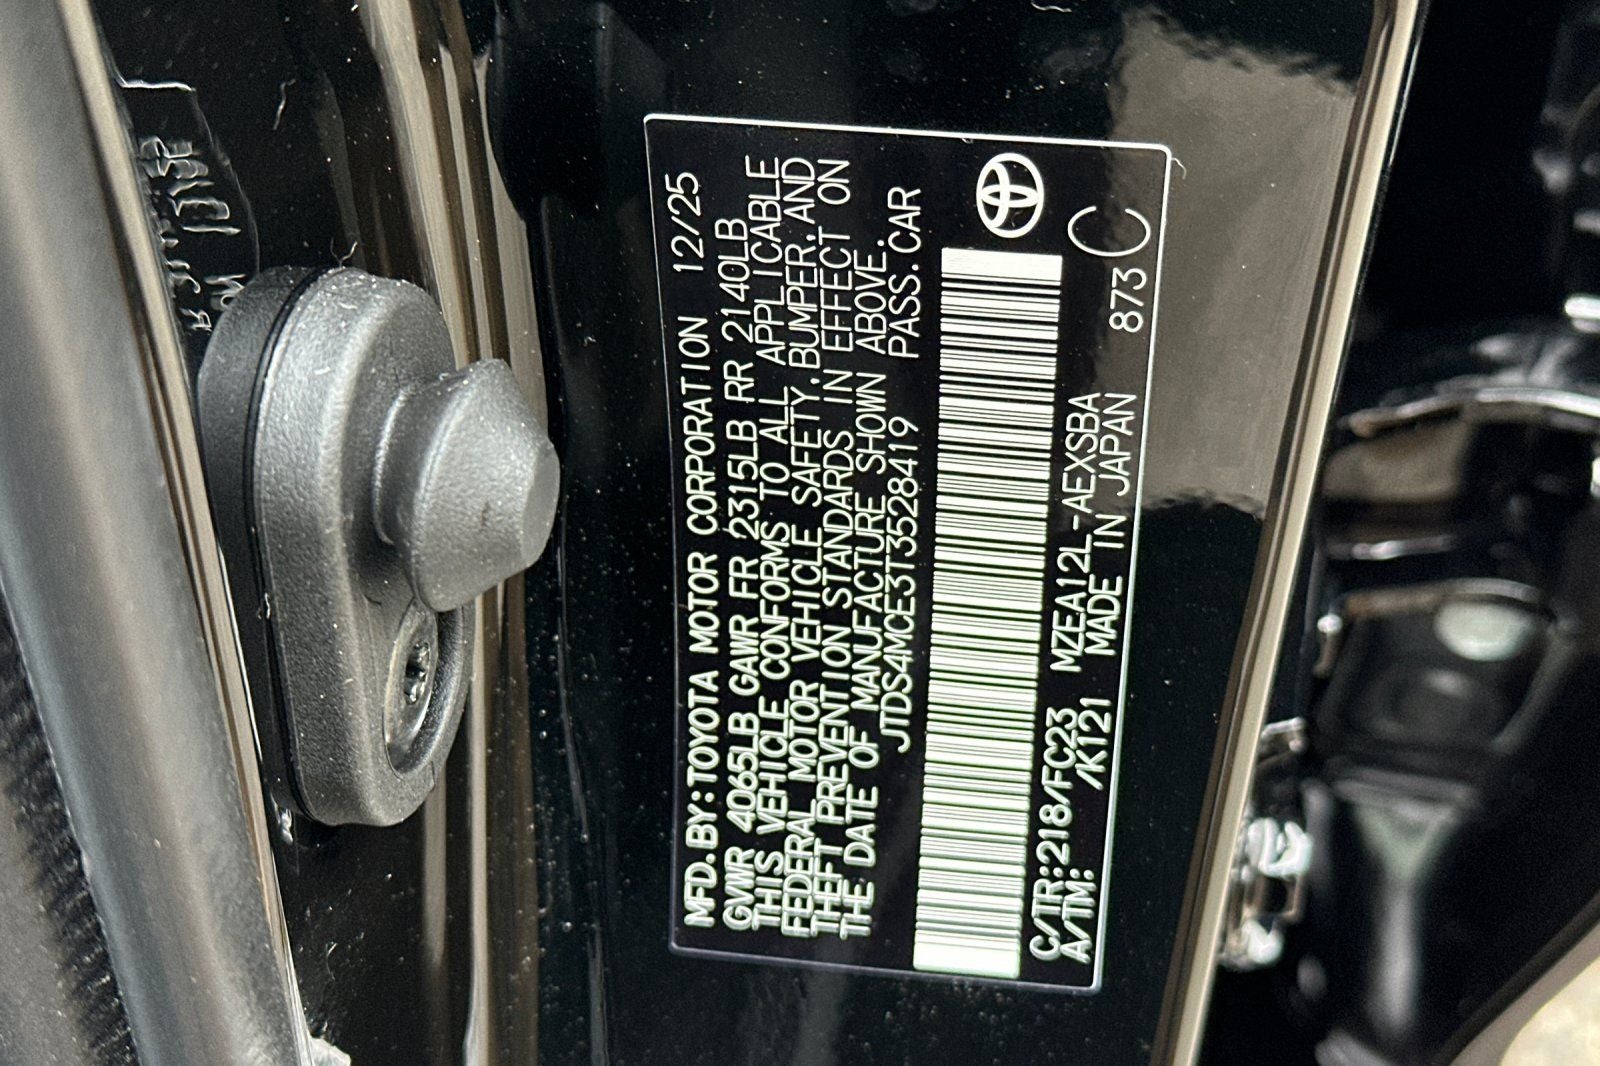 MFD.BY:TOYOTA MOTOR CORPORATION 12/25
GVWR 4065LB GAWR FR 2315LB RR 2140LB
THIS VEHICLE CONFORMS TO ALL APPLICABLE
FEDERAL MOTOR VEHICLE SAFETY,BUMPER,AND
THEFT PREVENTION STANDARDS IN EFFECT ON
THE DATE OF MANUFACTURE SHOWN ABOVE.
JTDS4MCE3T3528419 PASS.CAR
C/TR:218/FC23 MZEA12L-AEXSBA
A/TM: /K121 MADE IN JAPAN 873 C